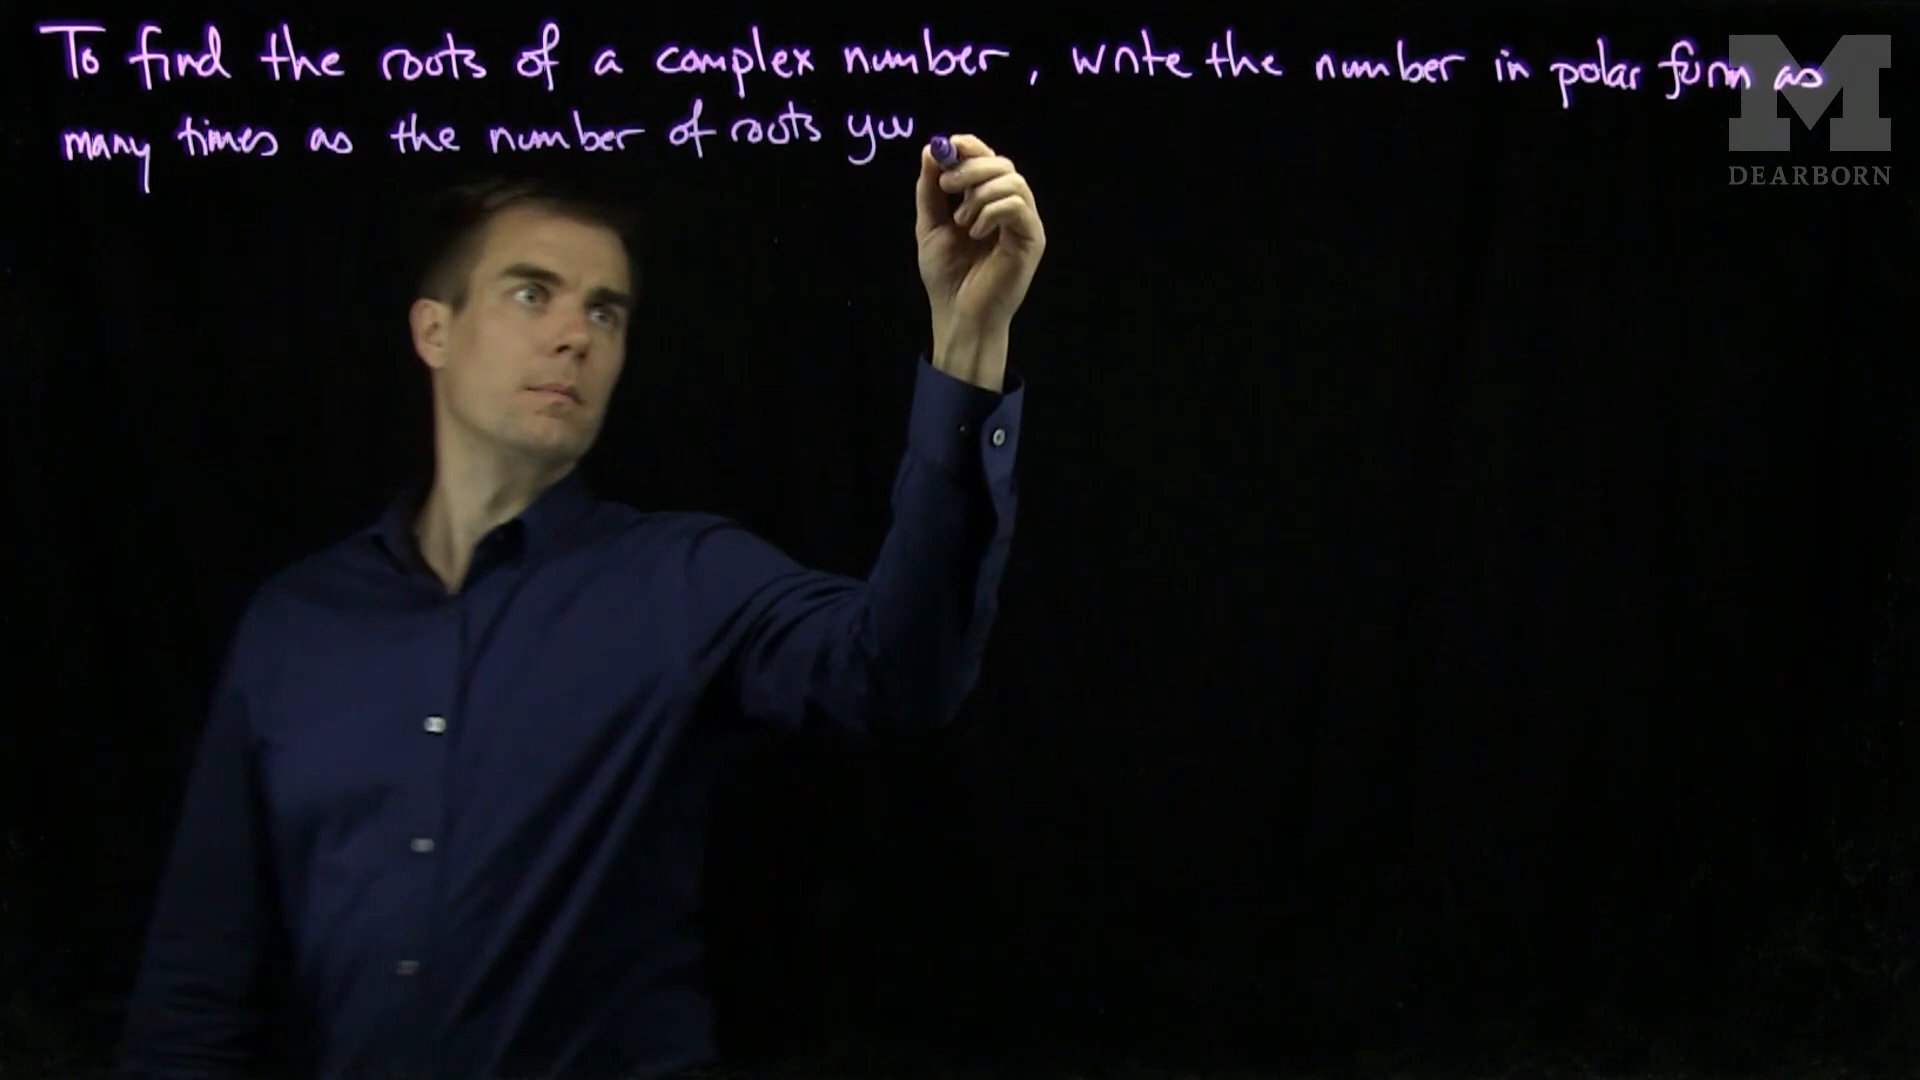 To find the roots of a complex number, write the number in polar form as
many times as the number of roots you
M
DEARBORN